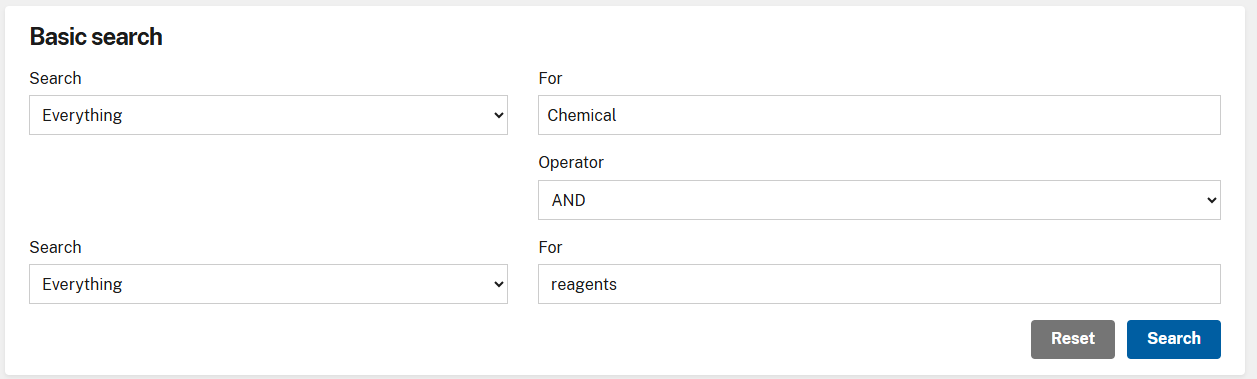 Basic search
Search
For
Everything
Chemical
Operator
AND
Search
For
Everything
reagents
Reset
Search